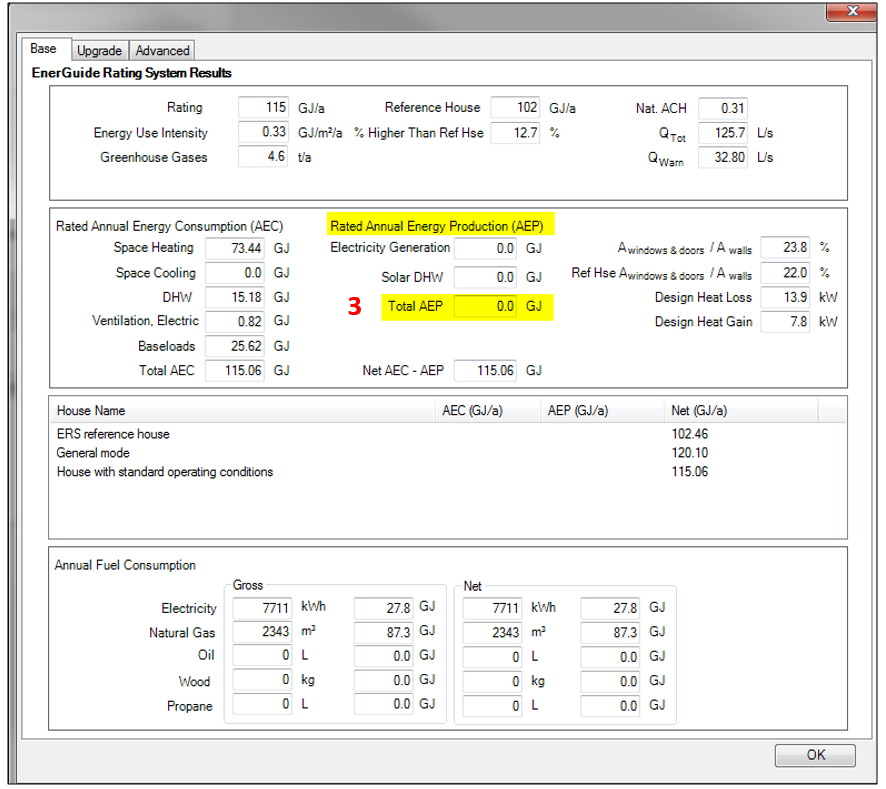 X
Base Upgrade Advanced
EnerGuide Rating System Results
Rating 115 GJ/a Reference House 102 GJ/a Nat. ACH 0.31
Energy Use Intensity 0.33 GJ/m²/a % Higher Than Ref Hse 12.7 % QTot 125.7 L/s
Greenhouse Gases 4.6 t/a QWarn 32.80 L/s
Rated Annual Energy Consumption (AEC) Rated Annual Energy Production (AEP)
Space Heating 73.44 GJ Electricity Generation 0.0 GJ Awindows & doors / A walls 23.8 %
Space Cooling 0.0 GJ Solar DHW 0.0 GJ Ref Hse Awindows & doors / A walls 22.0 %
DHW 15.18 GJ 3 Total AEP 0.0 GJ Design Heat Loss 13.9 kW
Ventilation, Electric 0.82 GJ Design Heat Gain 7.8 kW
Baseloads 25.62 GJ
Total AEC 115.06 GJ Net AEC - AEP 115.06 GJ
House Name AEC (GJ/a) AEP (GJ/a) Net (GJ/a)
ERS reference house 102.46
General mode 120.10
House with standard operating conditions 115.06
Annual Fuel Consumption
Gross Net
Electricity 7711 kWh 27.8 GJ 7711 kWh 27.8 GJ
Natural Gas 2343 m³ 87.3 GJ 2343 m³ 87.3 GJ
Oil 0 L 0.0 GJ 0 L 0.0 GJ
Wood 0 kg 0.0 GJ 0 kg 0.0 GJ
Propane 0 L 0.0 GJ 0 L 0.0 GJ
OK